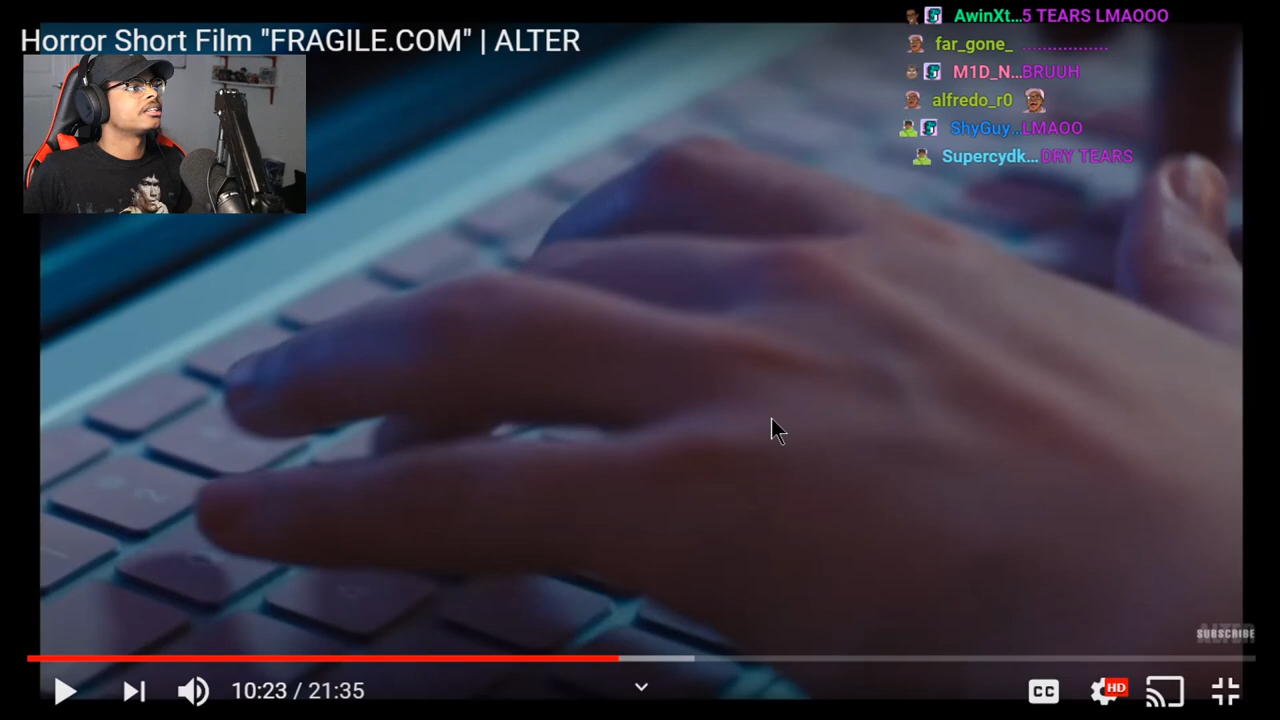 Horror Short Film "FRAGILE.COM" | ALTER
AwinXt...5 TEARS LMAOOO
far_gone_ .................
M1D_N...BRUUH
alfredo_r0
ShyGuy...LMAOO
Supercydk...DRY TEARS
ALTER
SUBSCRIBE
10:23 / 21:35
CC
HD